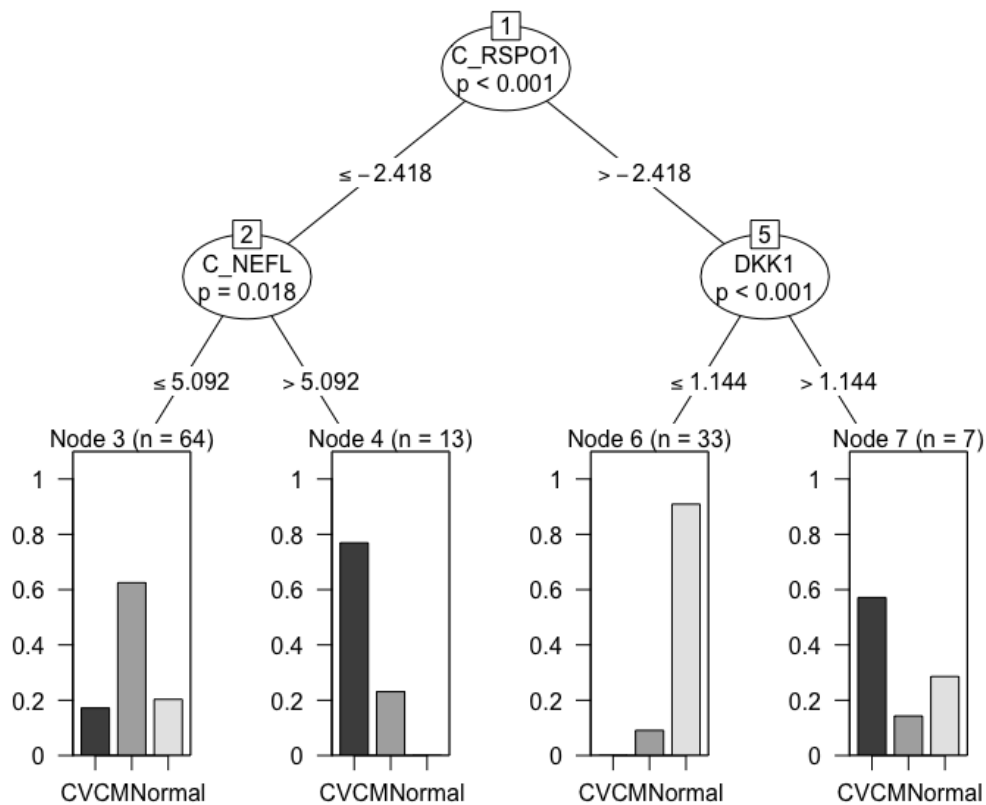 1
C_RSPO1
p < 0.001
≤ −2.418
> −2.418
2
C_NEFL
p = 0.018
5
DKK1
p < 0.001
≤ 5.092
> 5.092
≤ 1.144
> 1.144
Node 3 (n = 64)
Node 4 (n = 13)
Node 6 (n = 33)
Node 7 (n = 7)
1
0.8
0.6
0.4
0.2
0
CVCMNormal
1
0.8
0.6
0.4
0.2
0
CVCMNormal
1
0.8
0.6
0.4
0.2
0
CVCMNormal
1
0.8
0.6
0.4
0.2
0
CVCMNormal